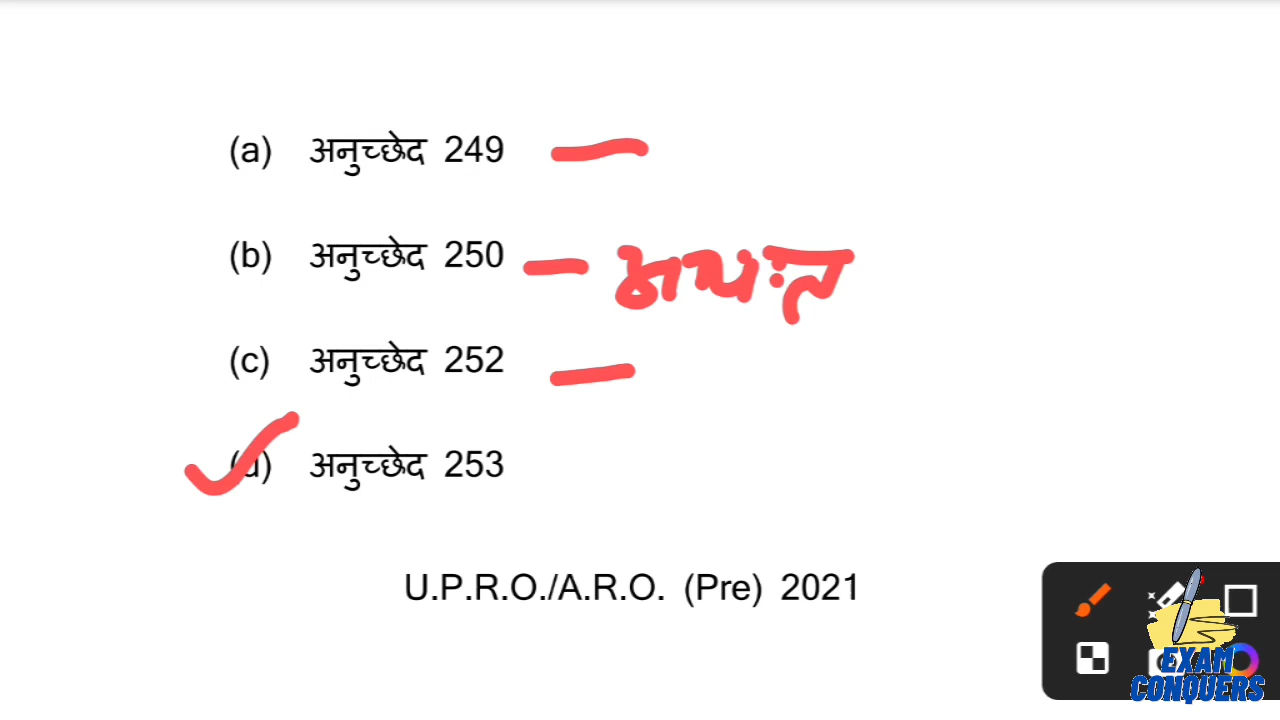 (a) अनुच्छेद 249
(b) अनुच्छेद 250
(c) अनुच्छेद 252
(d) अनुच्छेद 253
U.P.R.O./A.R.O. (Pre) 2021
EXAM
CONQUERS